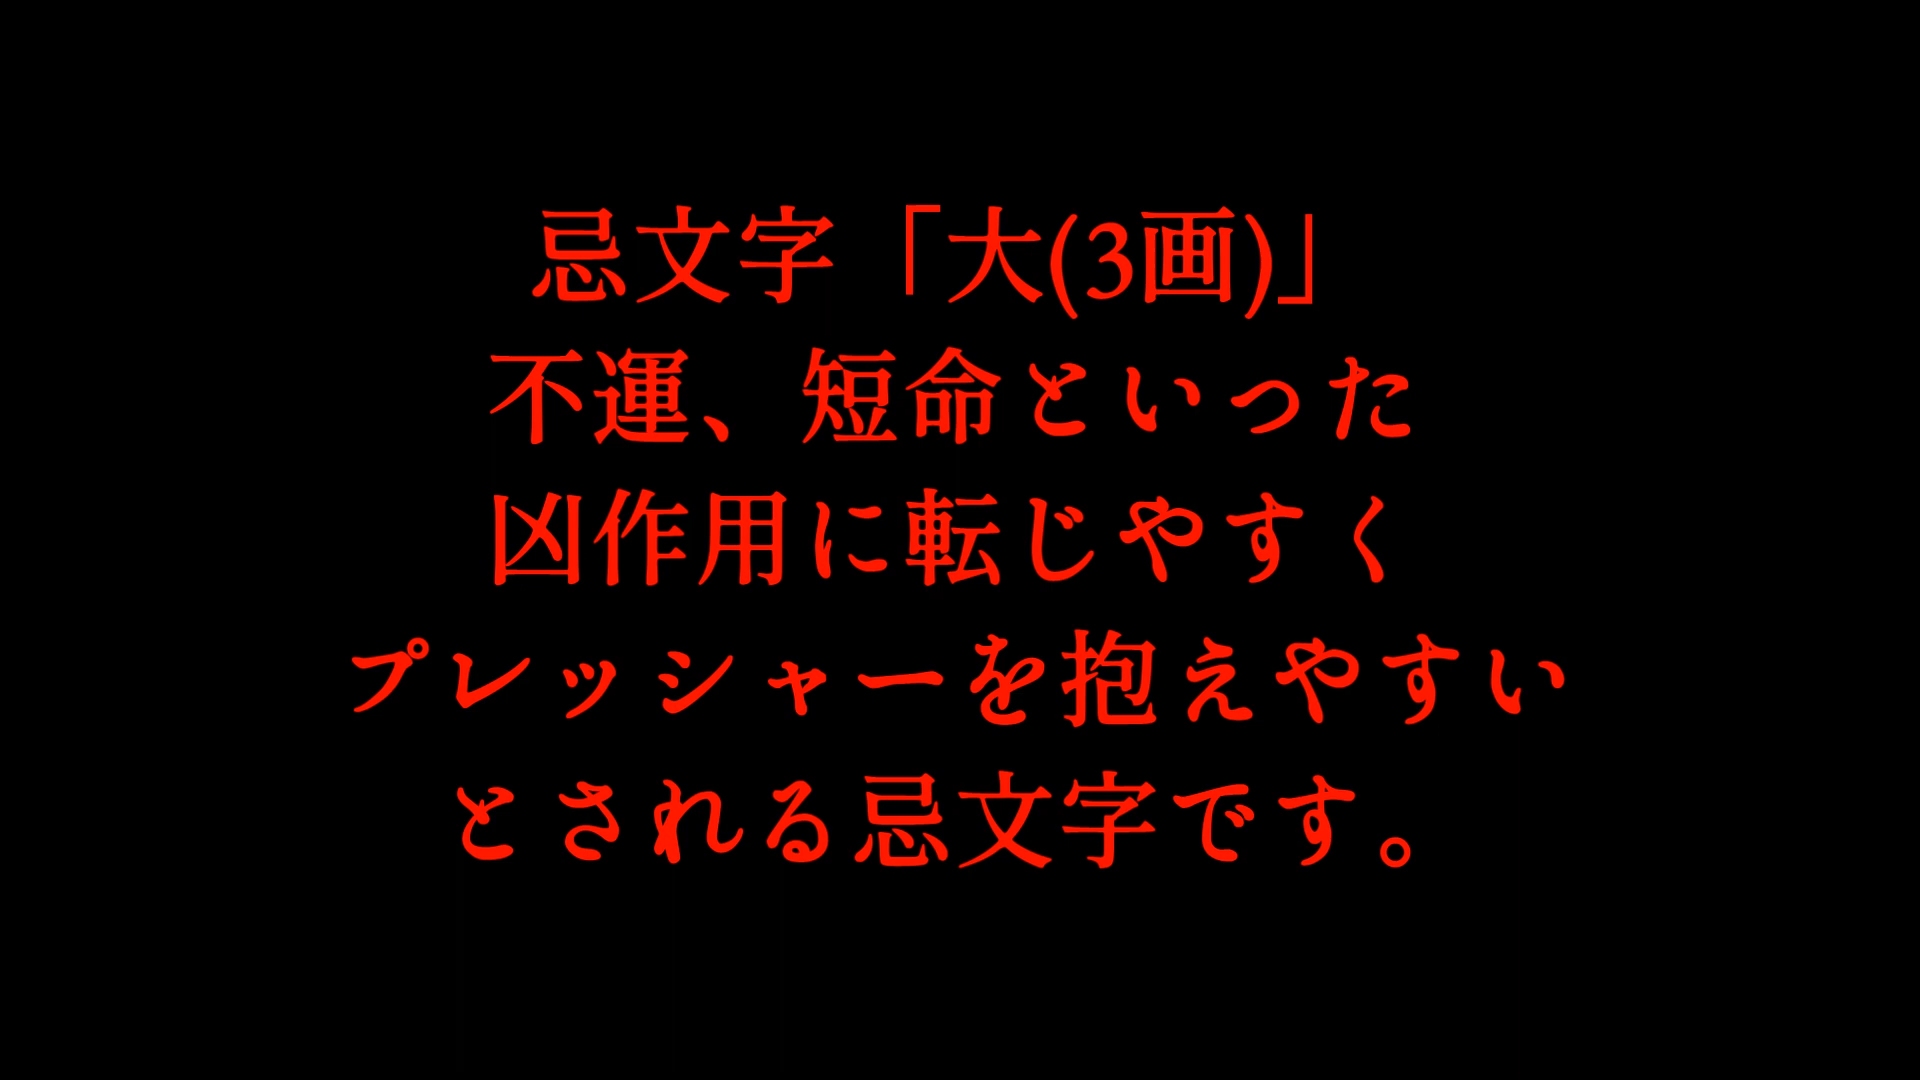 忌文字「大(3画)」
不運、短命といった
凶作用に転じやすく
プレッシャーを抱えやすい
とされる忌文字です。